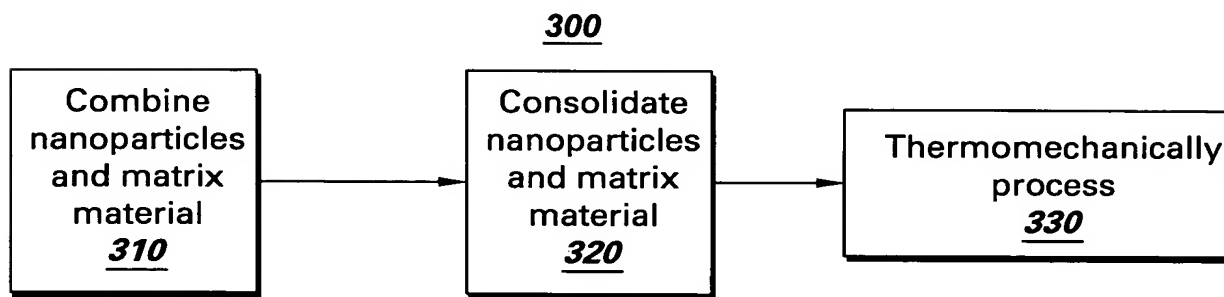 300
Combine
nanoparticles
and matrix
material
310
Consolidate
nanoparticles
and matrix
material
320
Thermomechanically
process
330